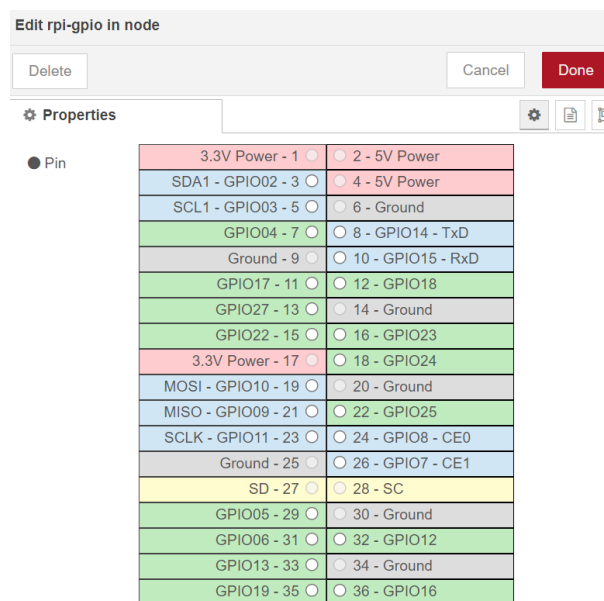 Edit rpi-gpio in node
Delete
Cancel
Done
Properties
Pin
3.3V Power - 1
2 - 5V Power
SDA1 - GPIO02 - 3
4 - 5V Power
SCL1 - GPIO03 - 5
6 - Ground
GPIO04 - 7
8 - GPIO14 - TxD
Ground - 9
10 - GPIO15 - RxD
GPIO17 - 11
12 - GPIO18
GPIO27 - 13
14 - Ground
GPIO22 - 15
16 - GPIO23
3.3V Power - 17
18 - GPIO24
MOSI - GPIO10 - 19
20 - Ground
MISO - GPIO09 - 21
22 - GPIO25
SCLK - GPIO11 - 23
24 - GPIO8 - CE0
Ground - 25
26 - GPIO7 - CE1
SD - 27
28 - SC
GPIO05 - 29
30 - Ground
GPIO06 - 31
32 - GPIO12
GPIO13 - 33
34 - Ground
GPIO19 - 35
36 - GPIO16